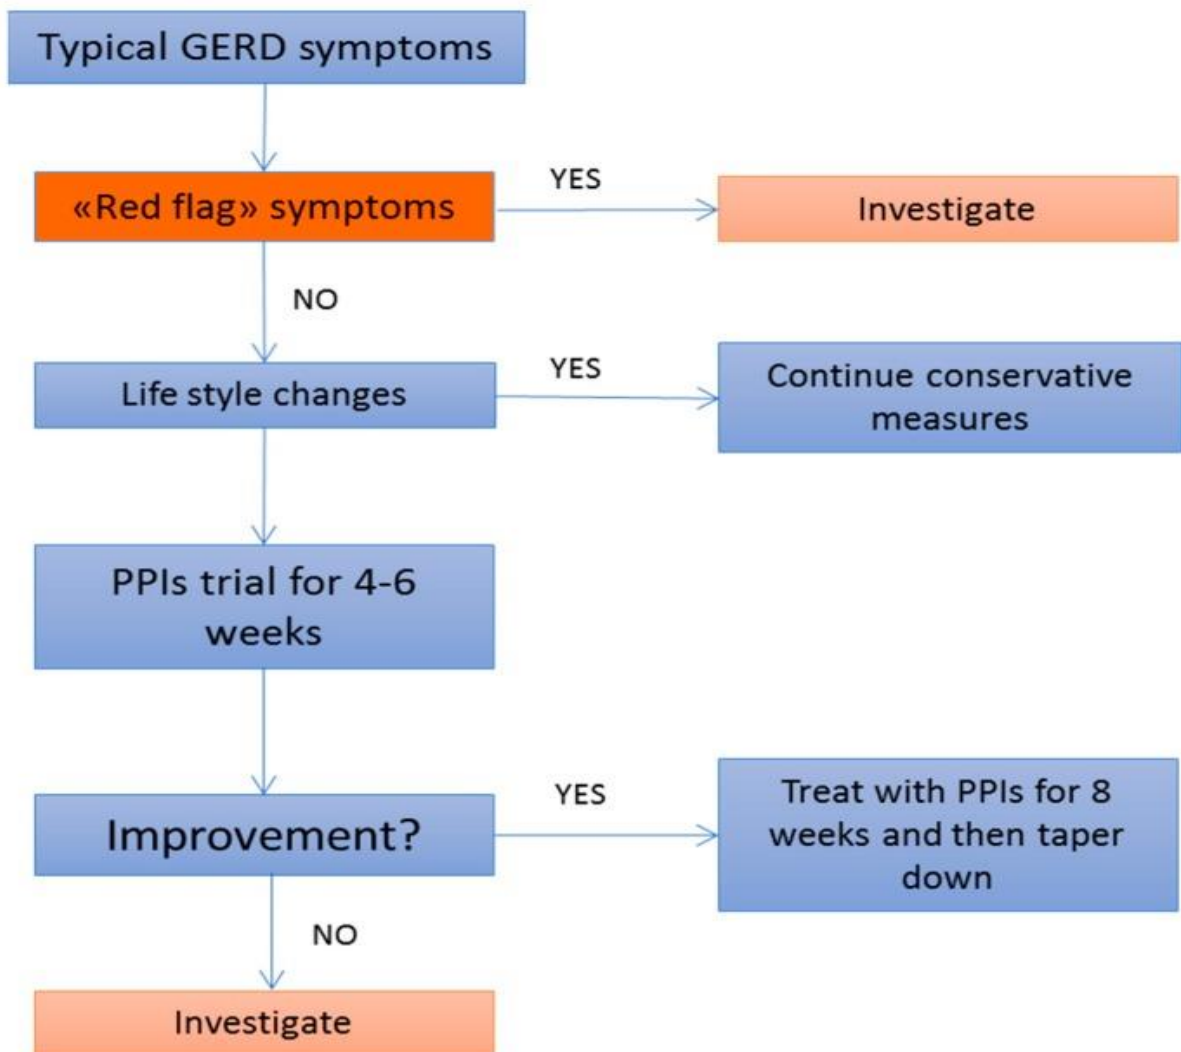 Typical GERD symptoms
«Red flag» symptoms
YES
Investigate
NO
Life style changes
YES
Continue conservative
measures
PPIs trial for 4-6
weeks
Improvement?
YES
Treat with PPIs for 8
weeks and then taper
down
NO
Investigate